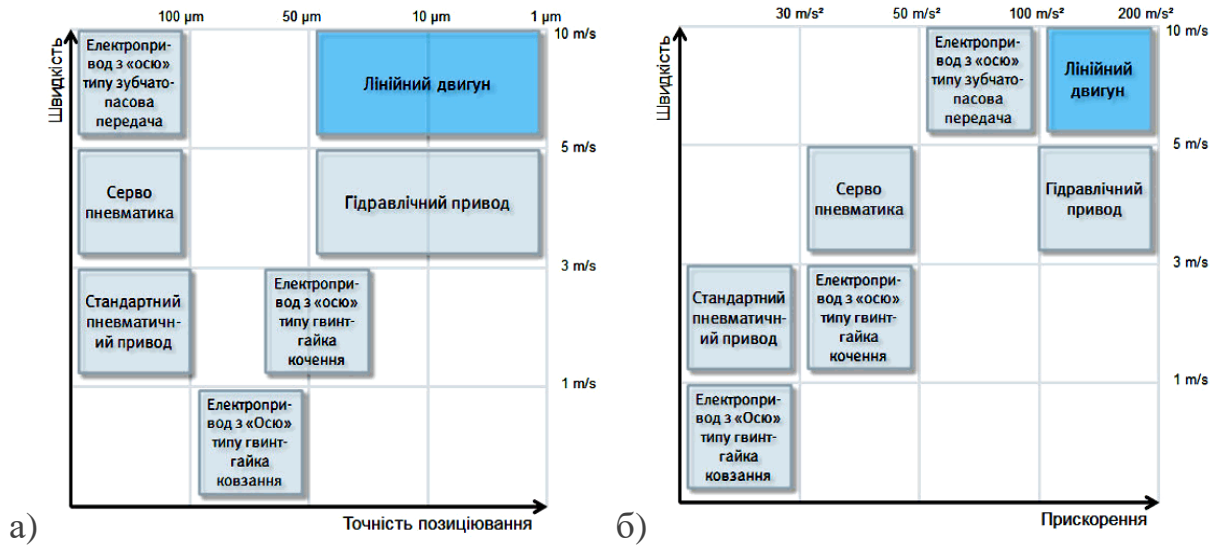 100 µm 50 µm 10 µm 1 µm
Швидкість
10 m/s
5 m/s
3 m/s
1 m/s
Електропри-
вод з «осю»
типу зубчато-
пасова
передача
Лінійний двигун
Серво
пневматика
Гідравлічний привод
Стандартний
пневматичн-
ий привод
Електропри-
вод з «осю»
типу гвинт-
гайка
кочення
Електропри-
вод з «Осю»
типу гвинт-
гайка
ковзання
Точність позиціювання
а)
30 m/s² 50 m/s² 100 m/s² 200 m/s²
Швидкість
10 m/s
5 m/s
3 m/s
1 m/s
Електропри-
вод з «осю»
типу зубчато-
пасова
передача
Лінійний
двигун
Серво
пневматика
Гідравлічний
привод
Стандартний
пневматичн-
ий привод
Електропри-
вод з «осю»
типу гвинт-
гайка
кочення
Електропри-
вод з «Осю»
типу гвинт-
гайка
ковзання
Прискорення
б)